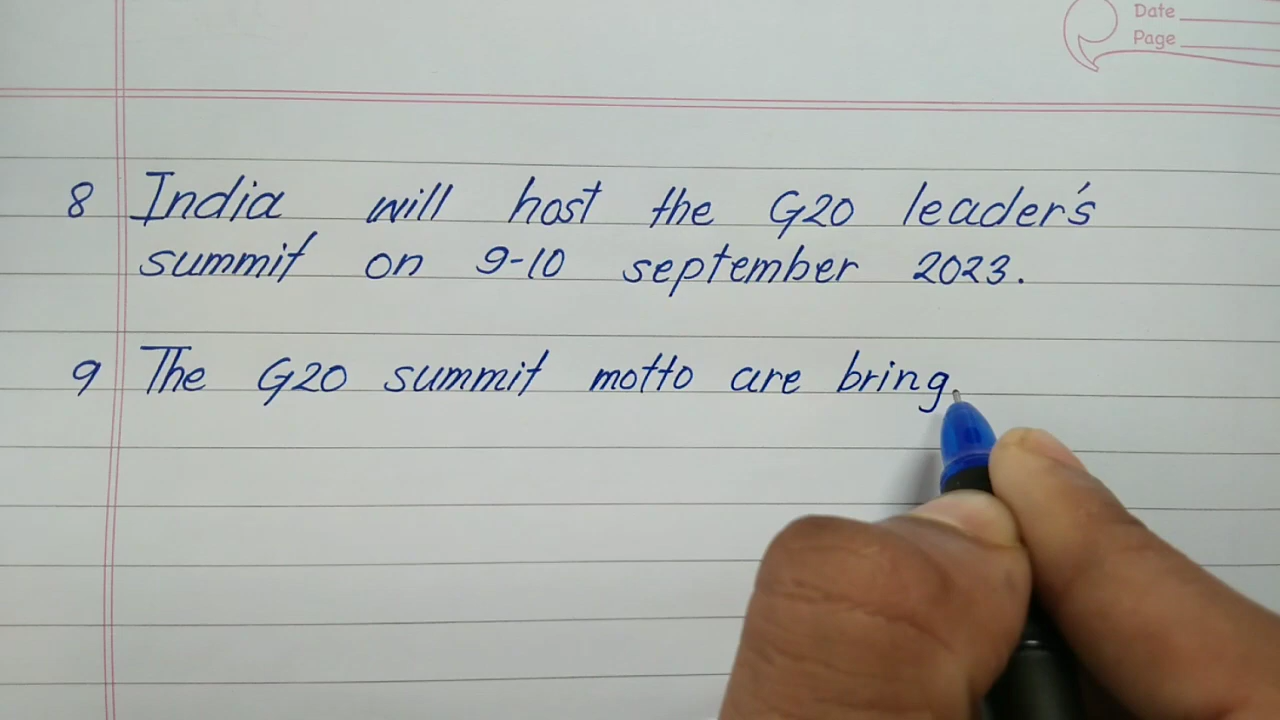 Date
Page
8 India will host the G20 leader's
summit on 9-10 september 2023.
9 The G20 summit motto are bring